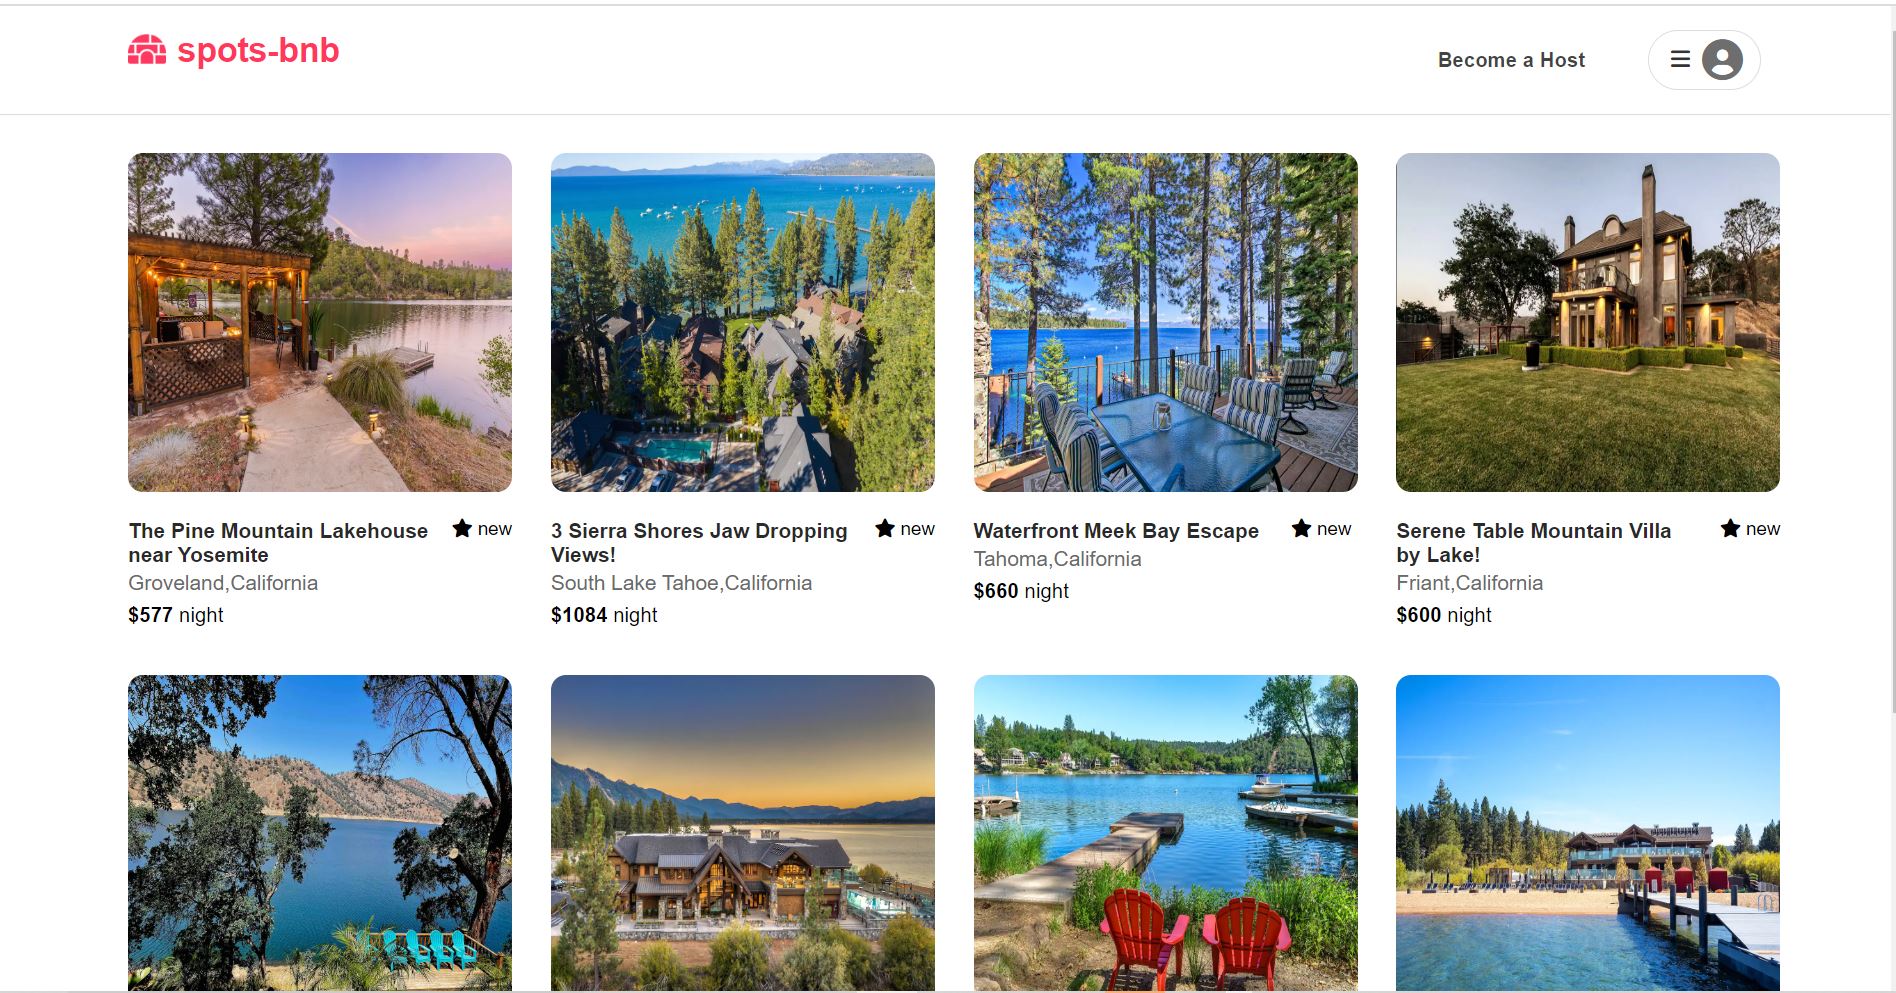 spots-bnb
Become a Host
The Pine Mountain Lakehouse
near Yosemite
new
Groveland,California
$577 night
3 Sierra Shores Jaw Dropping
Views!
new
South Lake Tahoe,California
$1084 night
Waterfront Meek Bay Escape
new
Tahoma,California
$660 night
Serene Table Mountain Villa
by Lake!
new
Friant,California
$600 night